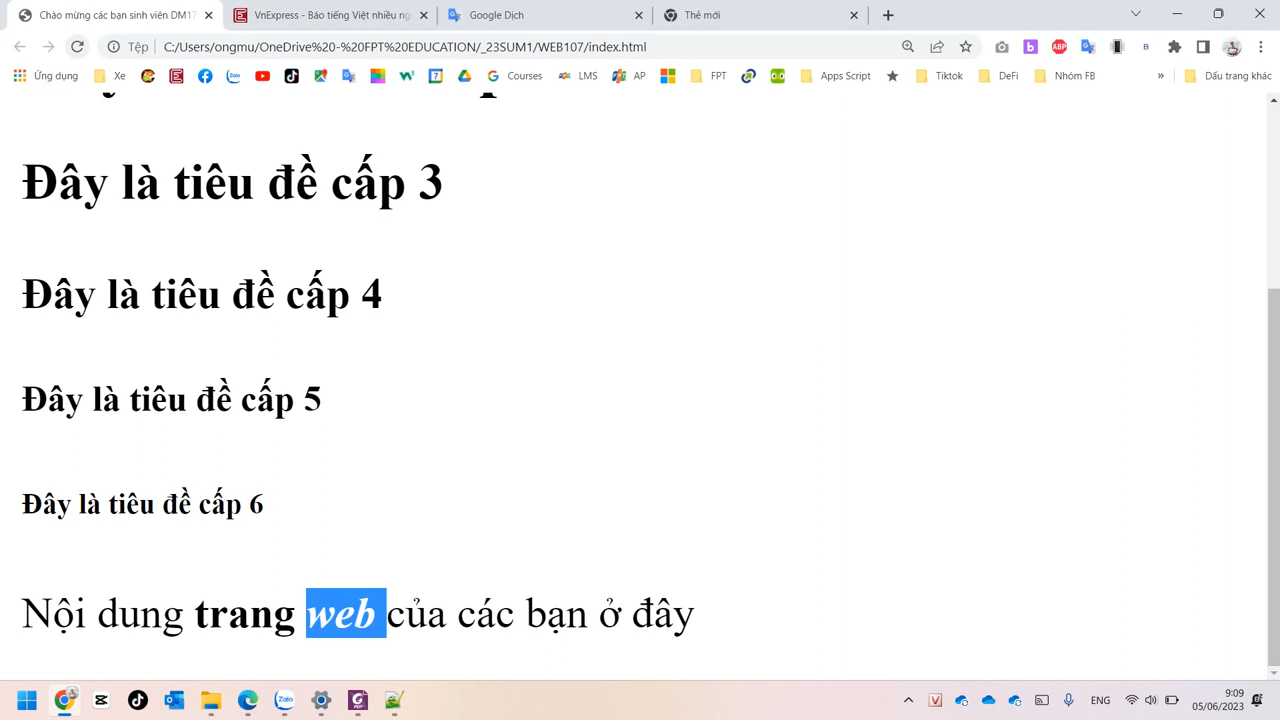 Chào mừng các bạn sinh viên DM17
VnExpress - Báo tiếng Việt nhiều ng
Google Dịch
Thẻ mới
Tệp
C:/Users/ongmu/OneDrive%20-%20FPT%20EDUCATION/_23SUM1/WEB107/index.html
Ứng dụng
Xe
Courses
LMS
AP
FPT
Apps Script
Tiktok
DeFi
Nhóm FB
Dấu trang khác
Đây là tiêu đề cấp 3
Đây là tiêu đề cấp 4
Đây là tiêu đề cấp 5
Đây là tiêu đề cấp 6
Nội dung trang web của các bạn ở đây
ENG
9:09
05/06/2023